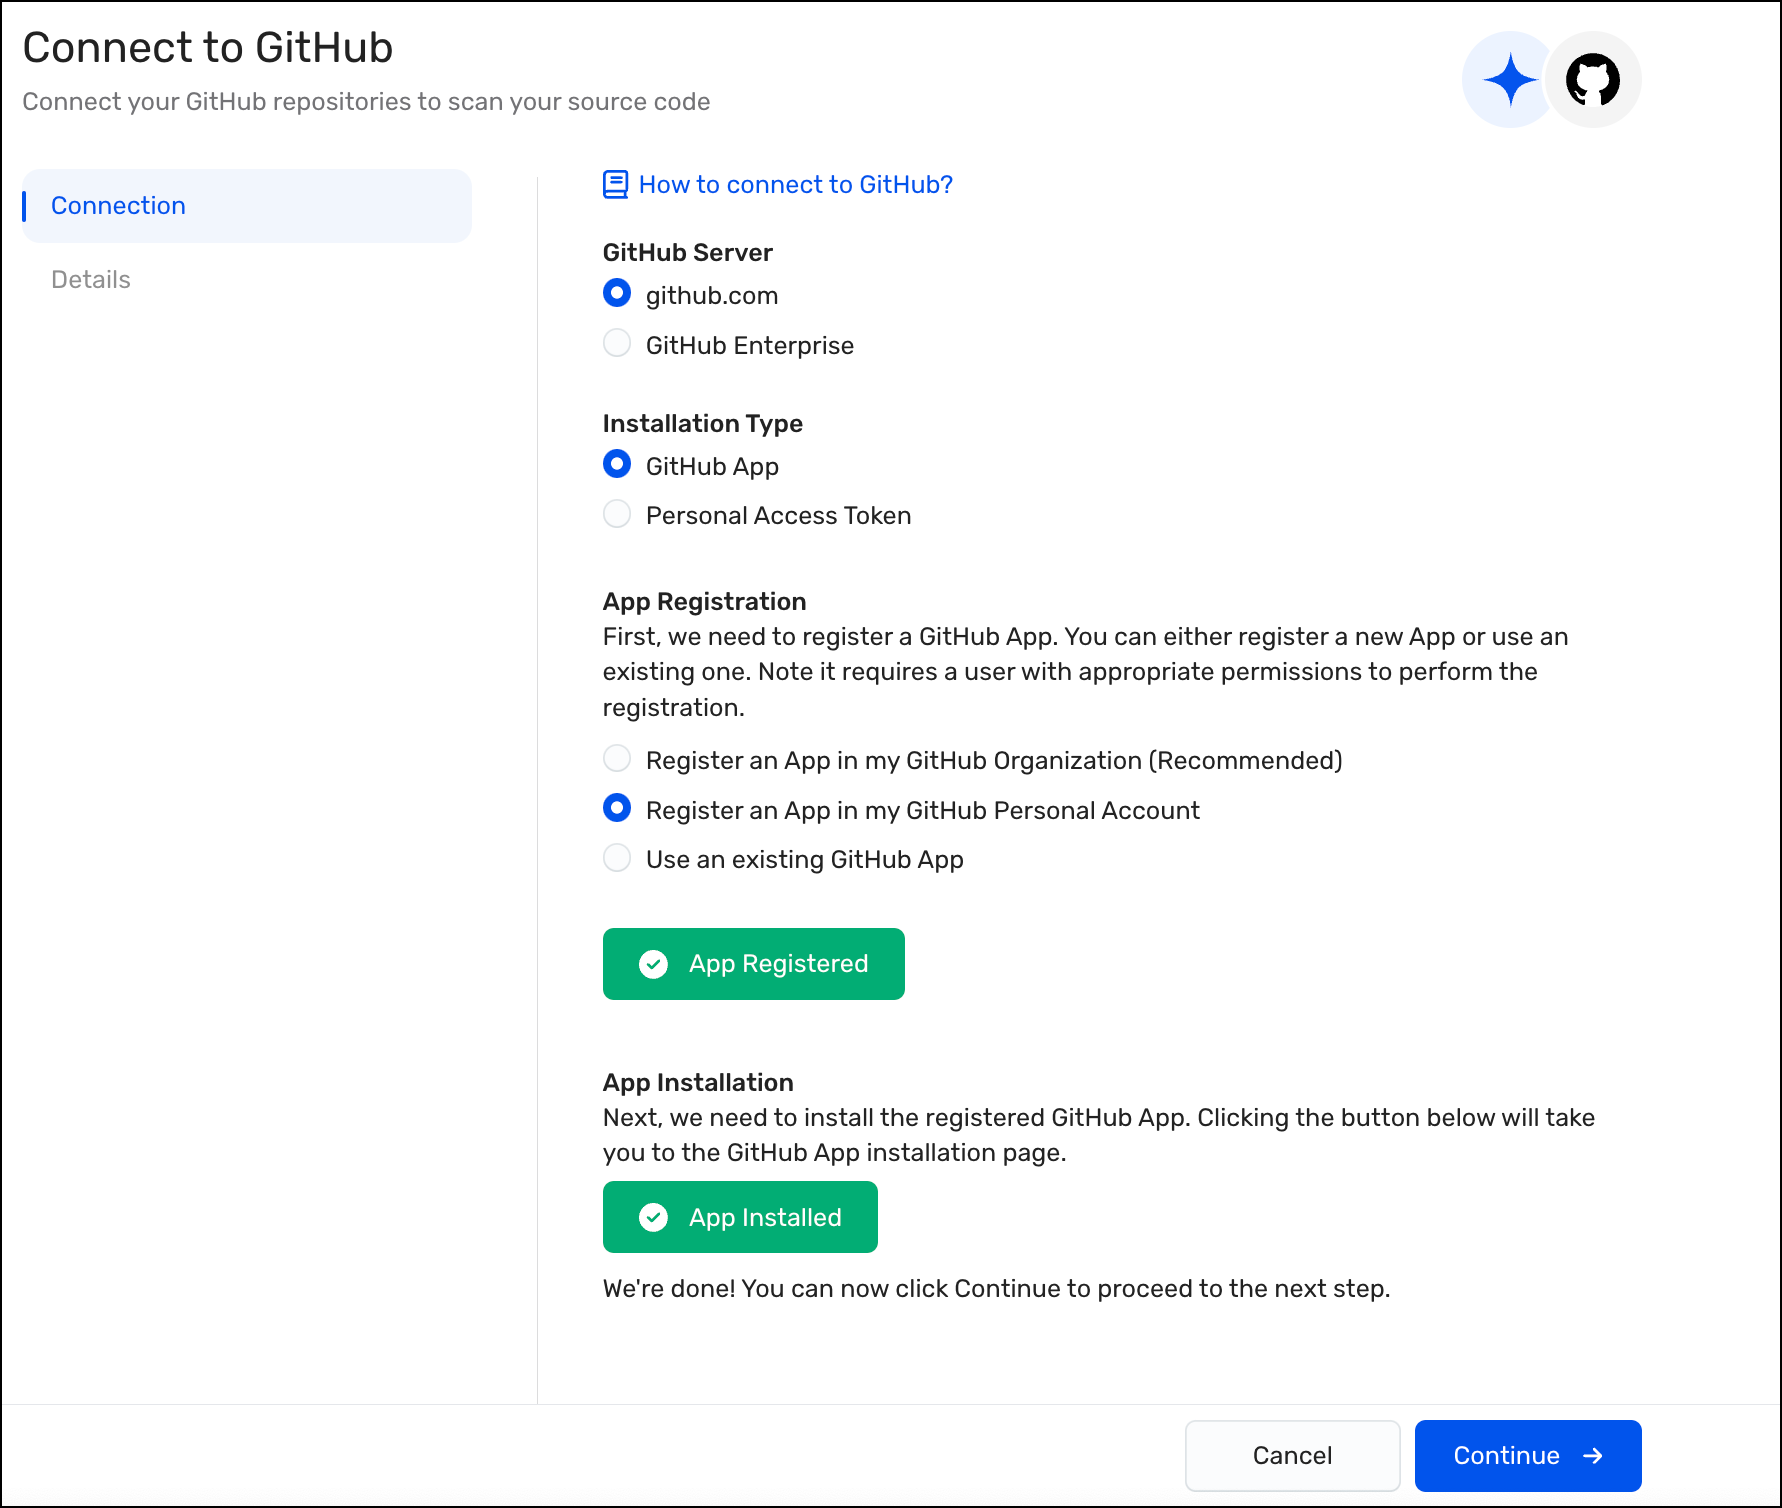 Connect to GitHub
Connect your GitHub repositories to scan your source code
Connection
Details
How to connect to GitHub?
GitHub Server
github.com
GitHub Enterprise
Installation Type
GitHub App
Personal Access Token
App Registration
First, we need to register a GitHub App. You can either register a new App or use an
existing one. Note it requires a user with appropriate permissions to perform the
registration.
Register an App in my GitHub Organization (Recommended)
Register an App in my GitHub Personal Account
Use an existing GitHub App
App Registered
App Installation
Next, we need to install the registered GitHub App. Clicking the button below will take
you to the GitHub App installation page.
App Installed
We're done! You can now click Continue to proceed to the next step.
Cancel
Continue